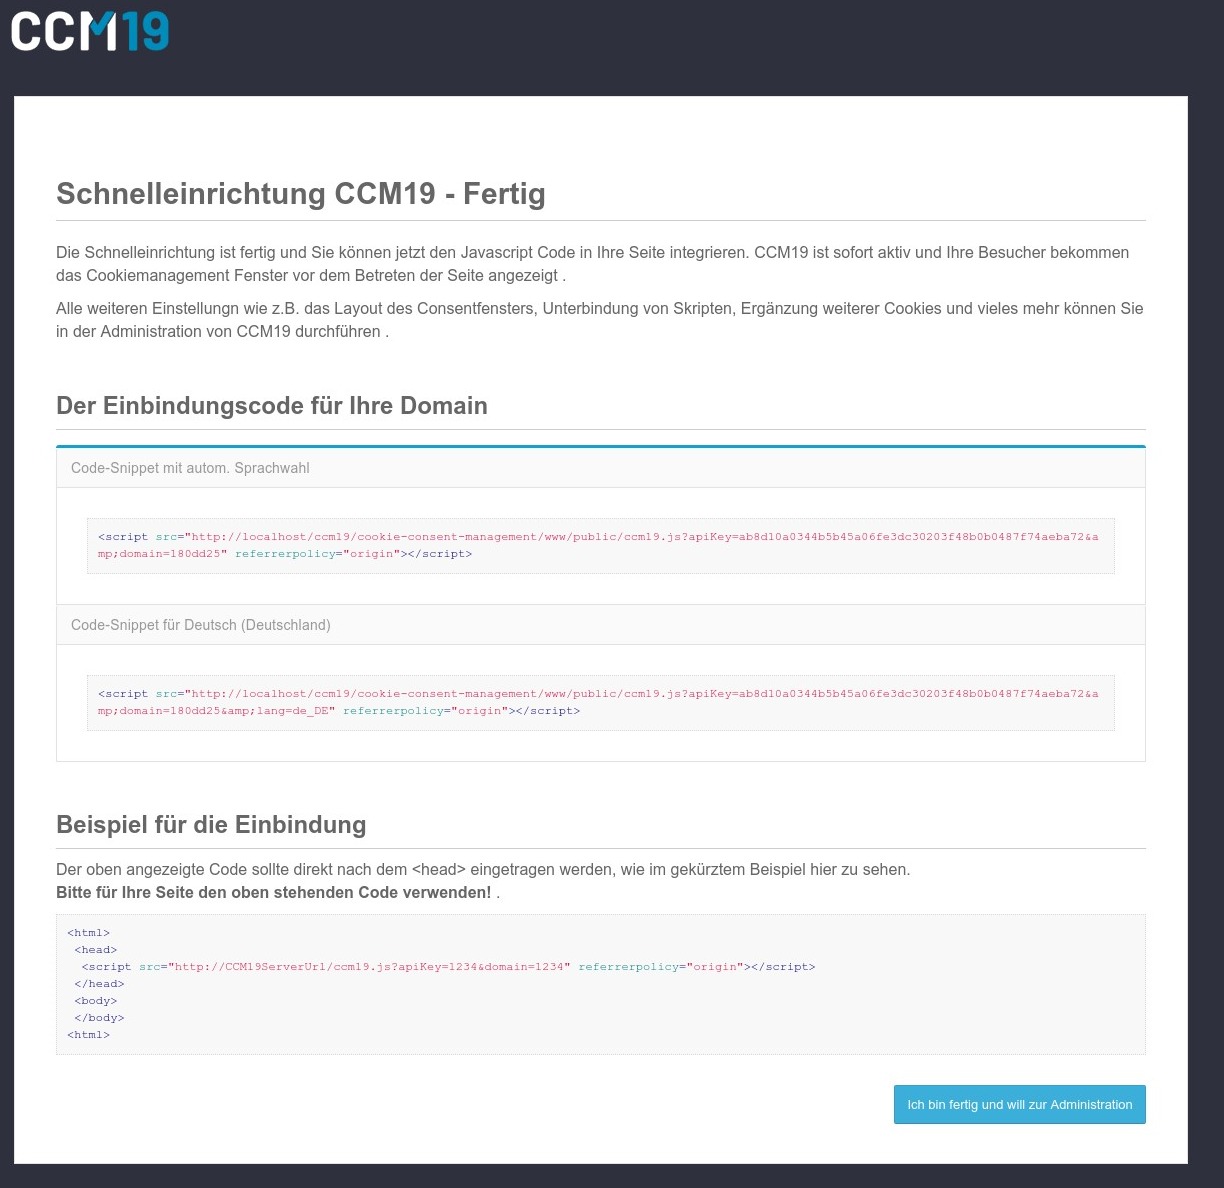 CCM19
Schnelleinrichtung CCM19 - Fertig
Die Schnelleinrichtung ist fertig und Sie können jetzt den Javascript Code in Ihre Seite integrieren. CCM19 ist sofort aktiv und Ihre Besucher bekommen
das Cookiemanagement Fenster vor dem Betreten der Seite angezeigt .
Alle weiteren Einstellungn wie z.B. das Layout des Consentfensters, Unterbindung von Skripten, Ergänzung weiterer Cookies und vieles mehr können Sie
in der Administration von CCM19 durchführen .
Der Einbindungscode für Ihre Domain
Code-Snippet mit autom. Sprachwahl
<script src="http://localhost/ccm19/cookie-consent-management/www/public/ccm19.js?apiKey=ab8d10a0344b5b45a06fe3dc30203f48b0b0487f74aeba72&a
mp;domain=180dd25" referrerpolicy="origin"></script>
Code-Snippet für Deutsch (Deutschland)
<script src="http://localhost/ccm19/cookie-consent-management/www/public/ccm19.js?apiKey=ab8d10a0344b5b45a06fe3dc30203f48b0b0487f74aeba72&a
mp;domain=180dd25&amp;lang=de_DE" referrerpolicy="origin"></script>
Beispiel für die Einbindung
Der oben angezeigte Code sollte direkt nach dem <head> eingetragen werden, wie im gekürztem Beispiel hier zu sehen.
Bitte für Ihre Seite den oben stehenden Code verwenden! .
<html>
<head>
<script src="http://CCM19ServerUrl/ccm19.js?apiKey=1234&domain=1234" referrerpolicy="origin"></script>
</head>
<body>
</body>
<html>
Ich bin fertig und will zur Administration